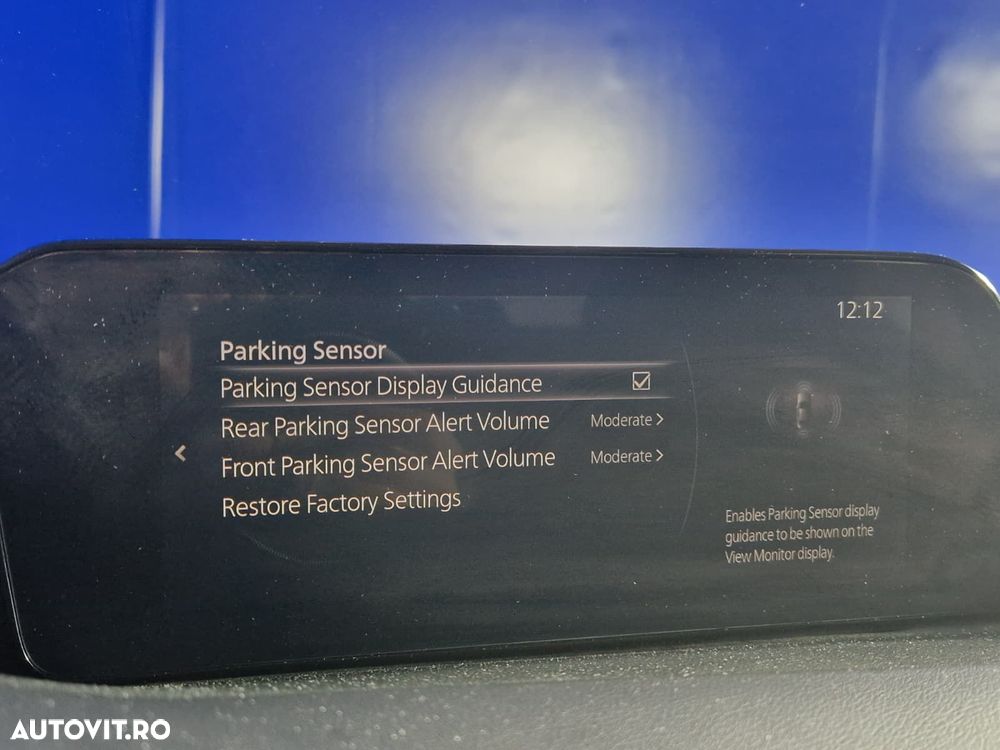 12:12
Parking Sensor
Parking Sensor Display Guidance
Rear Parking Sensor Alert Volume Moderate >
Front Parking Sensor Alert Volume Moderate >
Restore Factory Settings
Enables Parking Sensor display
guidance to be shown on the
View Monitor display.
AUTOVIT.RO